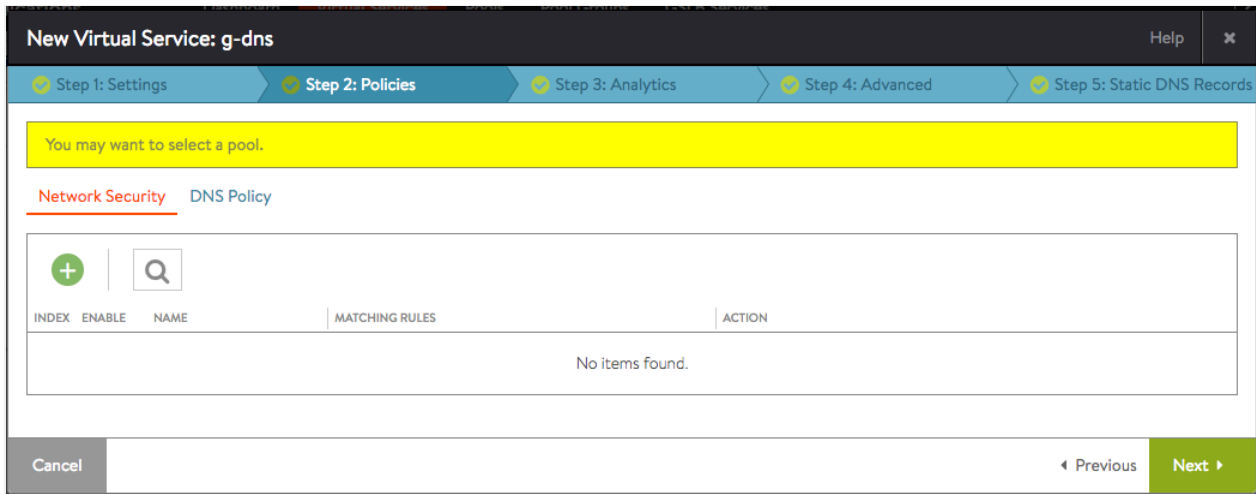 New Virtual Service: g-dns
Help
Step 1: Settings
Step 2: Policies
Step 3: Analytics
Step 4: Advanced
Step 5: Static DNS Records
You may want to select a pool.
Network Security
DNS Policy
INDEX ENABLE NAME MATCHING RULES ACTION
No items found.
Cancel
Previous
Next